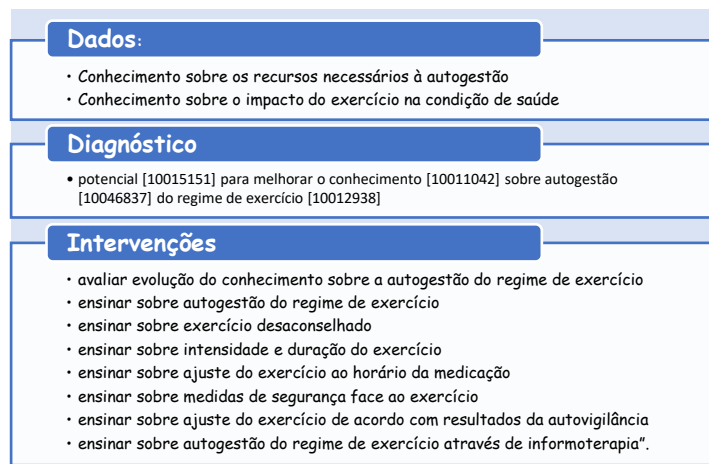 Dados:
• Conhecimento sobre os recursos necessários à autogestão
• Conhecimento sobre o impacto do exercício na condição de saúde
Diagnóstico
• potencial [10015151] para melhorar o conhecimento [10011042] sobre autogestão
[10046837] do regime de exercício [10012938]
Intervenções
• avaliar evolução do conhecimento sobre a autogestão do regime de exercício
• ensinar sobre autogestão do regime de exercício
• ensinar sobre exercício desaconselhado
• ensinar sobre intensidade e duração do exercício
• ensinar sobre ajuste do exercício ao horário da medicação
• ensinar sobre medidas de segurança face ao exercício
• ensinar sobre ajuste do exercício de acordo com resultados da autovigilância
• ensinar sobre autogestão do regime de exercício através de informoterapia”.